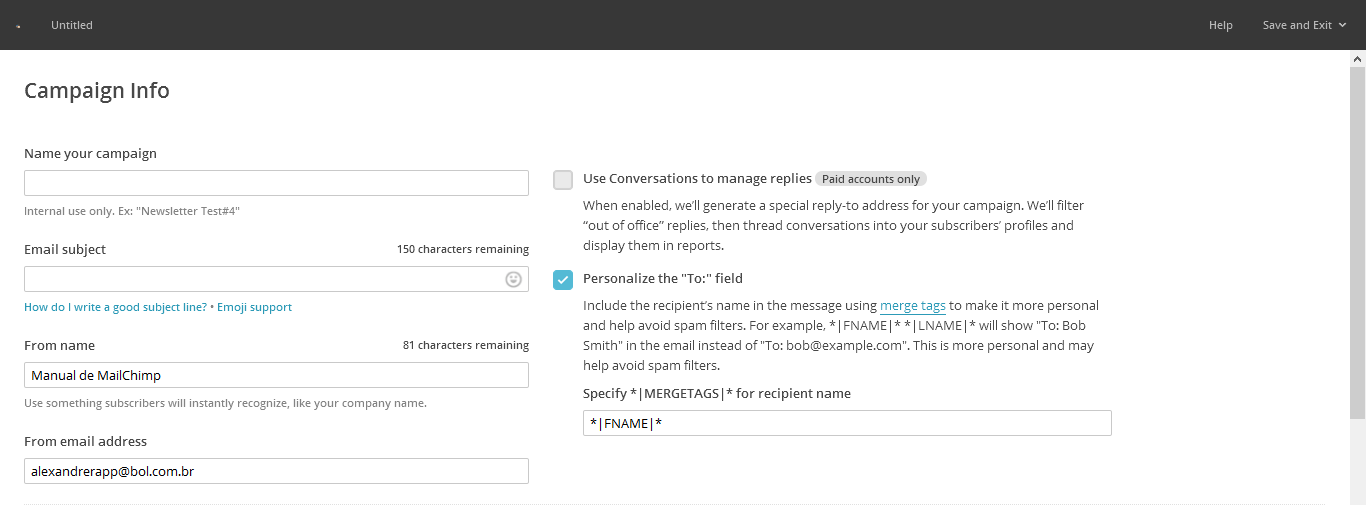 Untitled
Help
Save and Exit
Campaign Info
Name your campaign
Internal use only. Ex: "Newsletter Test#4"
Email subject
150 characters remaining
How do I write a good subject line? • Emoji support
From name
81 characters remaining
Manual de MailChimp
Use something subscribers will instantly recognize, like your company name.
From email address
alexandrerapp@bol.com.br
Use Conversations to manage replies Paid accounts only
When enabled, we’ll generate a special reply-to address for your campaign. We’ll filter
“out of office” replies, then thread conversations into your subscribers’ profiles and
display them in reports.
Personalize the "To:" field
Include the recipient’s name in the message using merge tags to make it more personal
and help avoid spam filters. For example, *|FNAME|* *|LNAME|* will show "To: Bob
Smith" in the email instead of "To: bob@example.com". This is more personal and may
help avoid spam filters.
Specify *|MERGETAGS|* for recipient name
*|FNAME|*